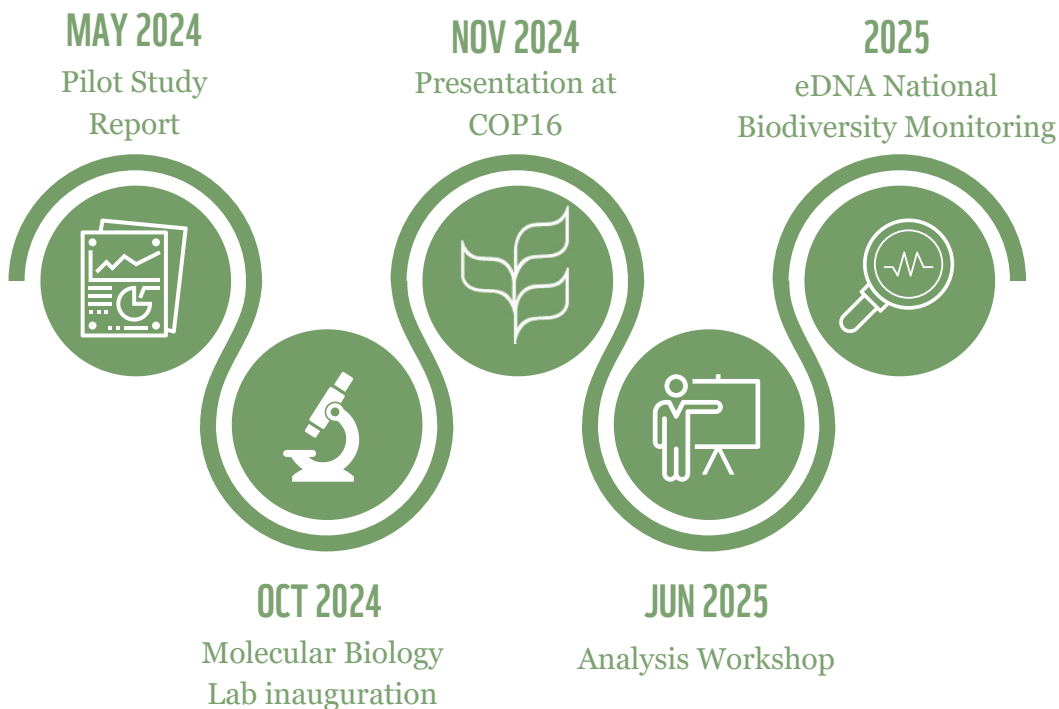 MAY 2024
Pilot Study
Report
OCT 2024
Molecular Biology
Lab inauguration
NOV 2024
Presentation at
COP16
JUN 2025
Analysis Workshop
2025
eDNA National
Biodiversity Monitoring